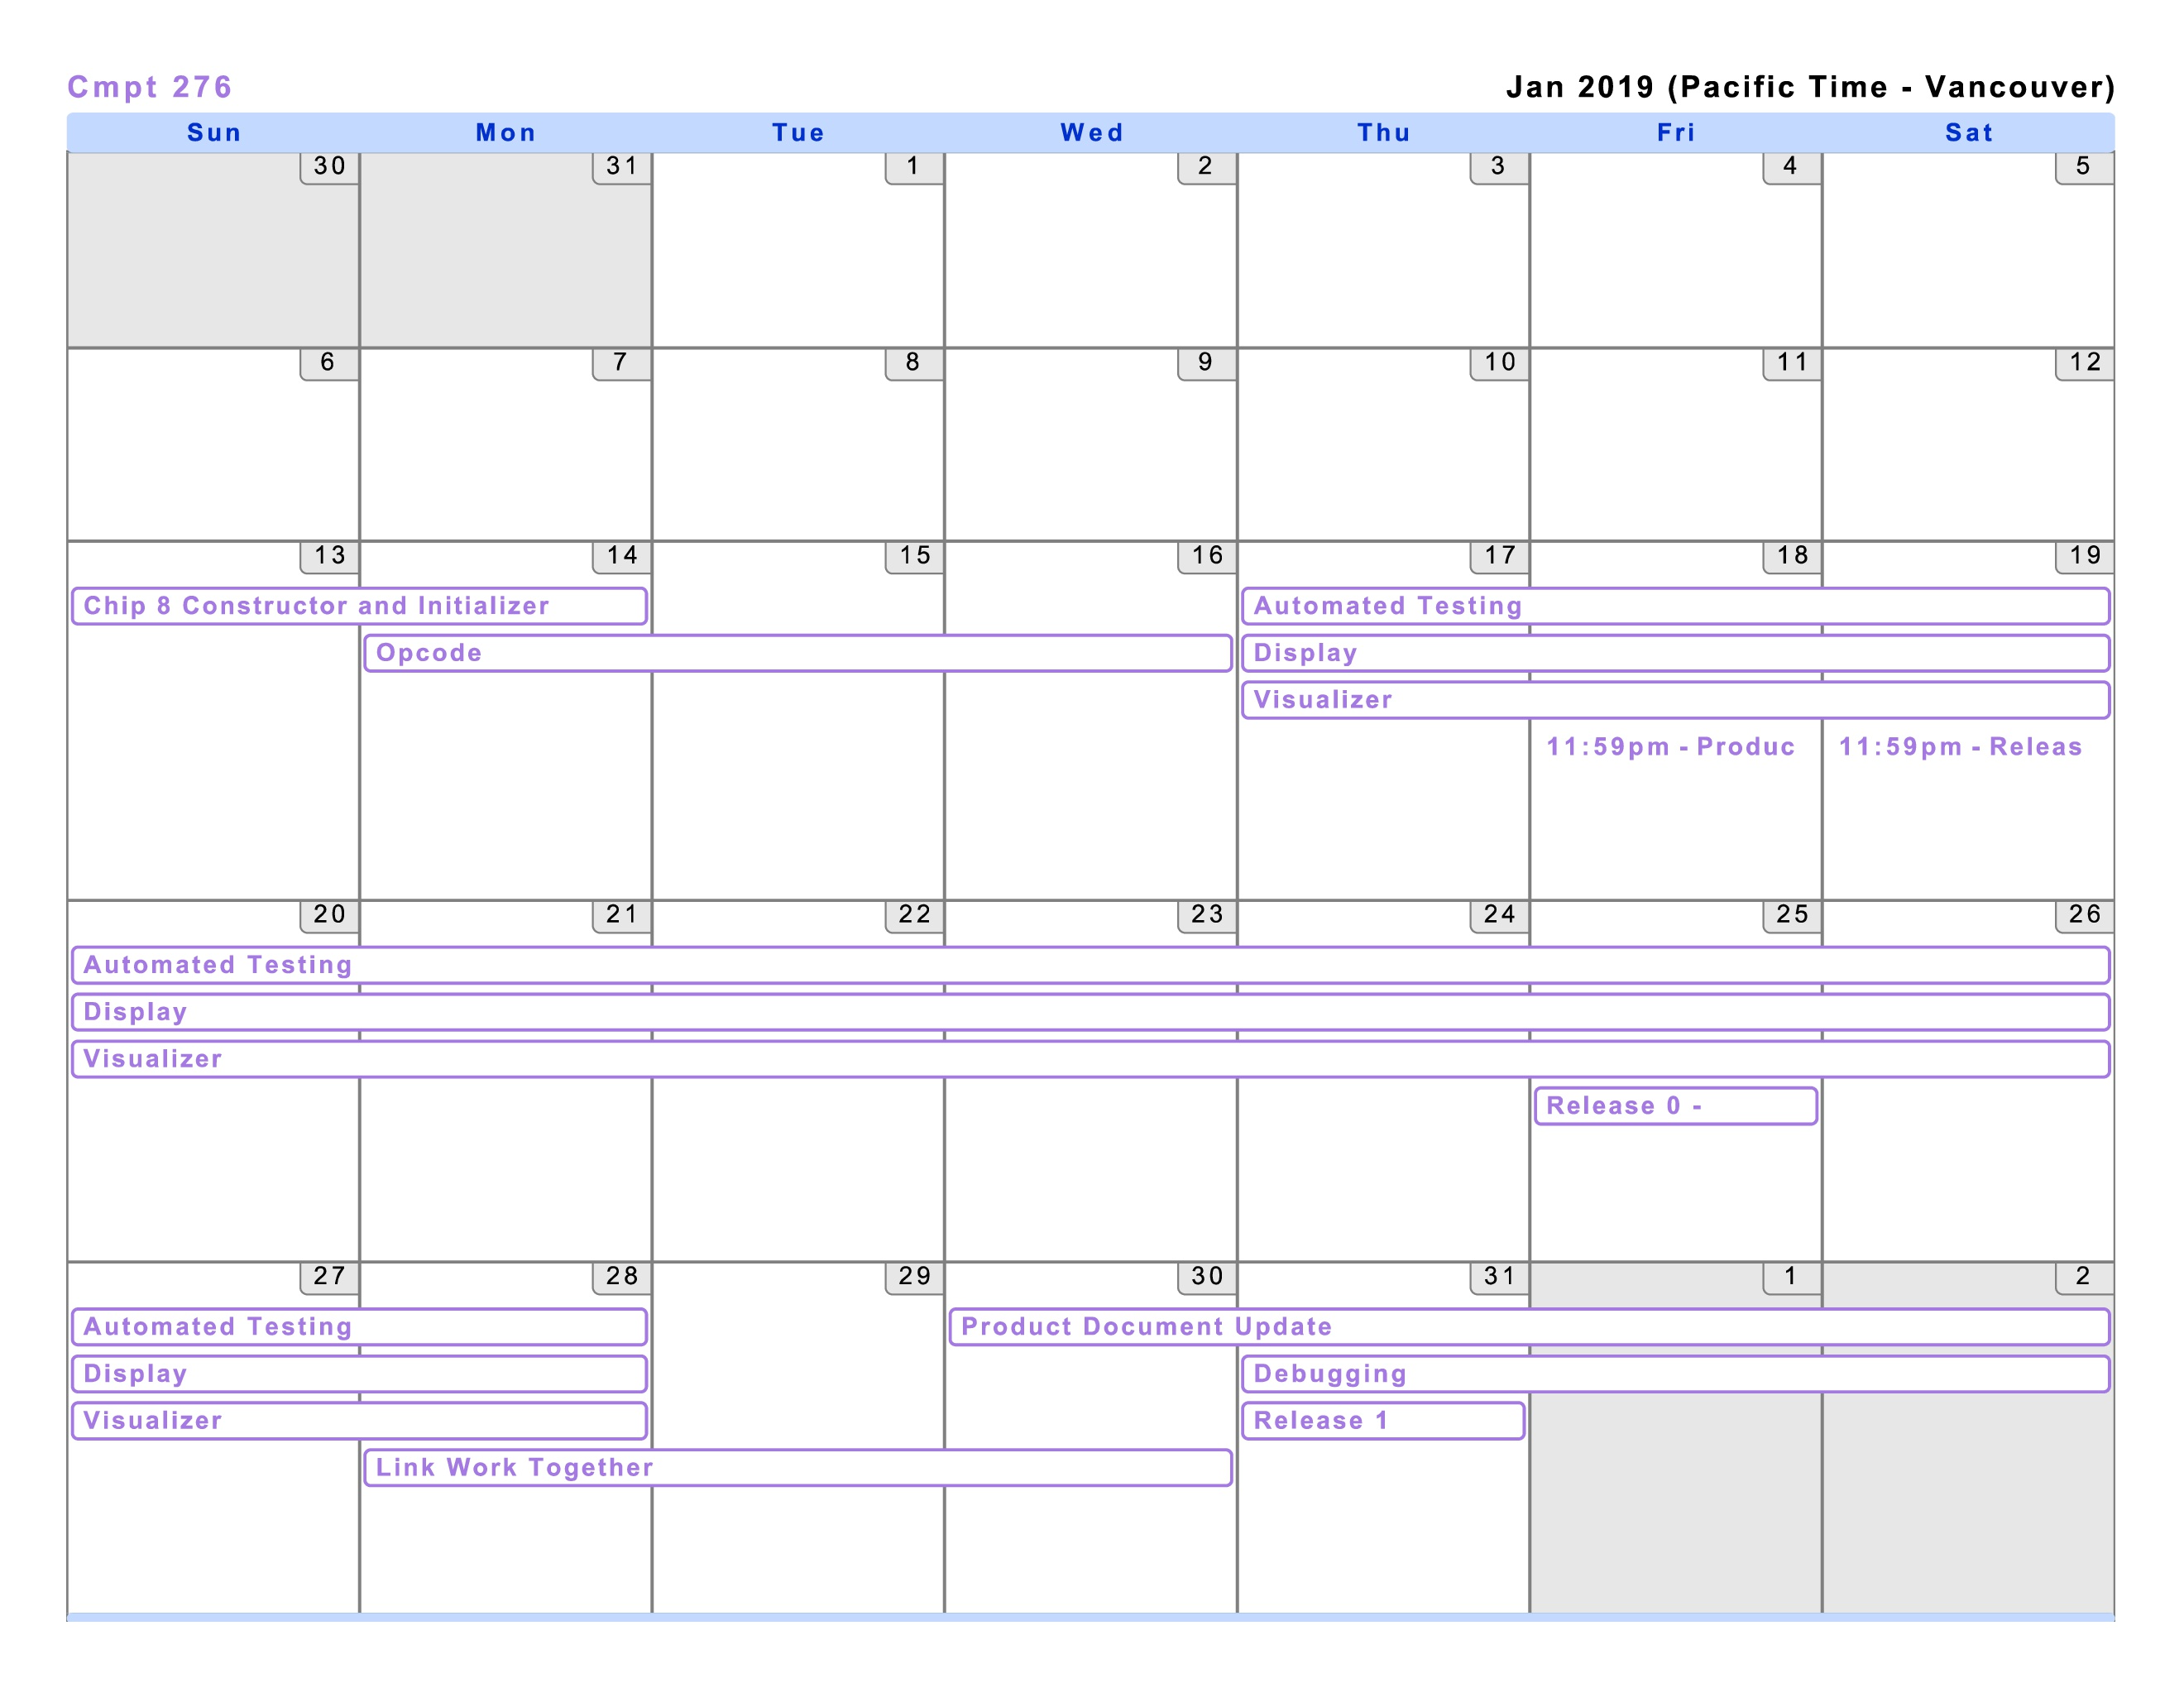 Cmpt 276
Jan 2019 (Pacific Time - Vancouver)
Sun Mon Tue Wed Thu Fri Sat
30 31 1 2 3 4 5
6 7 8 9 10 11 12
13 14 15 16 17 18 19
Chip 8 Constructor and Initializer
Automated Testing
Opcode
Display
Visualizer
11:59pm - Produc
11:59pm - Releas
20 21 22 23 24 25 26
Automated Testing
Display
Visualizer
Release 0 -
27 28 29 30 31 1 2
Automated Testing
Product Document Update
Display
Debugging
Visualizer
Release 1
Link Work Together